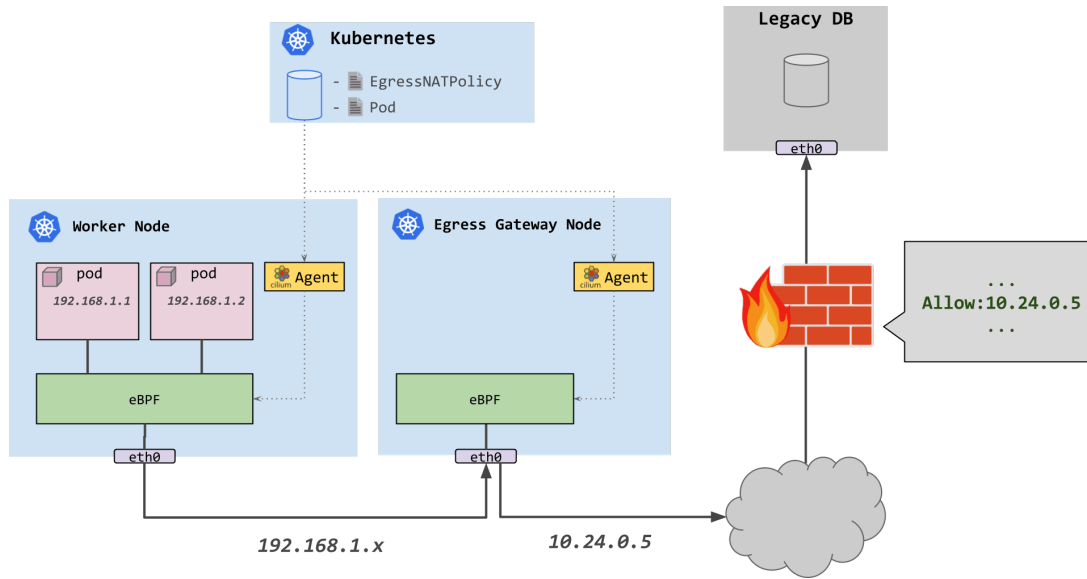 Legacy DB
Kubernetes
- EgressNATPolicy
- Pod
eth0
Worker Node
Egress Gateway Node
pod
192.168.1.1
pod
192.168.1.2
cilium
Agent
cilium
Agent
...
Allow:10.24.0.5
...
eBPF
eBPF
eth0
eth0
192.168.1.x
10.24.0.5